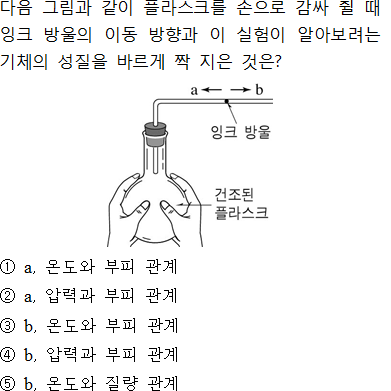 다음 그림과 같이 플라스크를 손으로 감싸 쥘 때
잉크 방울의 이동 방향과 이 실험이 알아보려는
기체의 성질을 바르게 짝 지은 것은?
a b
잉크 방울
건조된
플라스크
① a, 온도와 부피 관계
② a, 압력과 부피 관계
③ b, 온도와 부피 관계
④ b, 압력과 부피 관계
⑤ b, 온도와 질량 관계